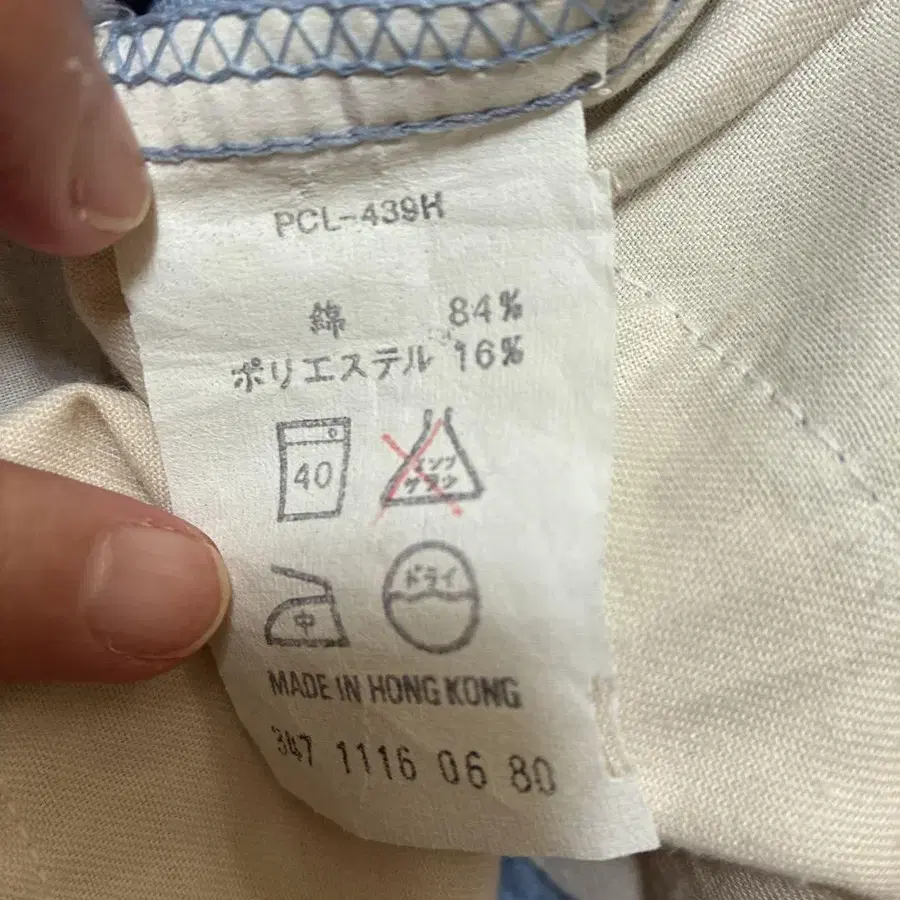 PCL-439H
綿 84%
ポリエステル 16%
40
エンソ
サラシ
中
ドライ
MADE IN HONG KONG
347 1116 06 80